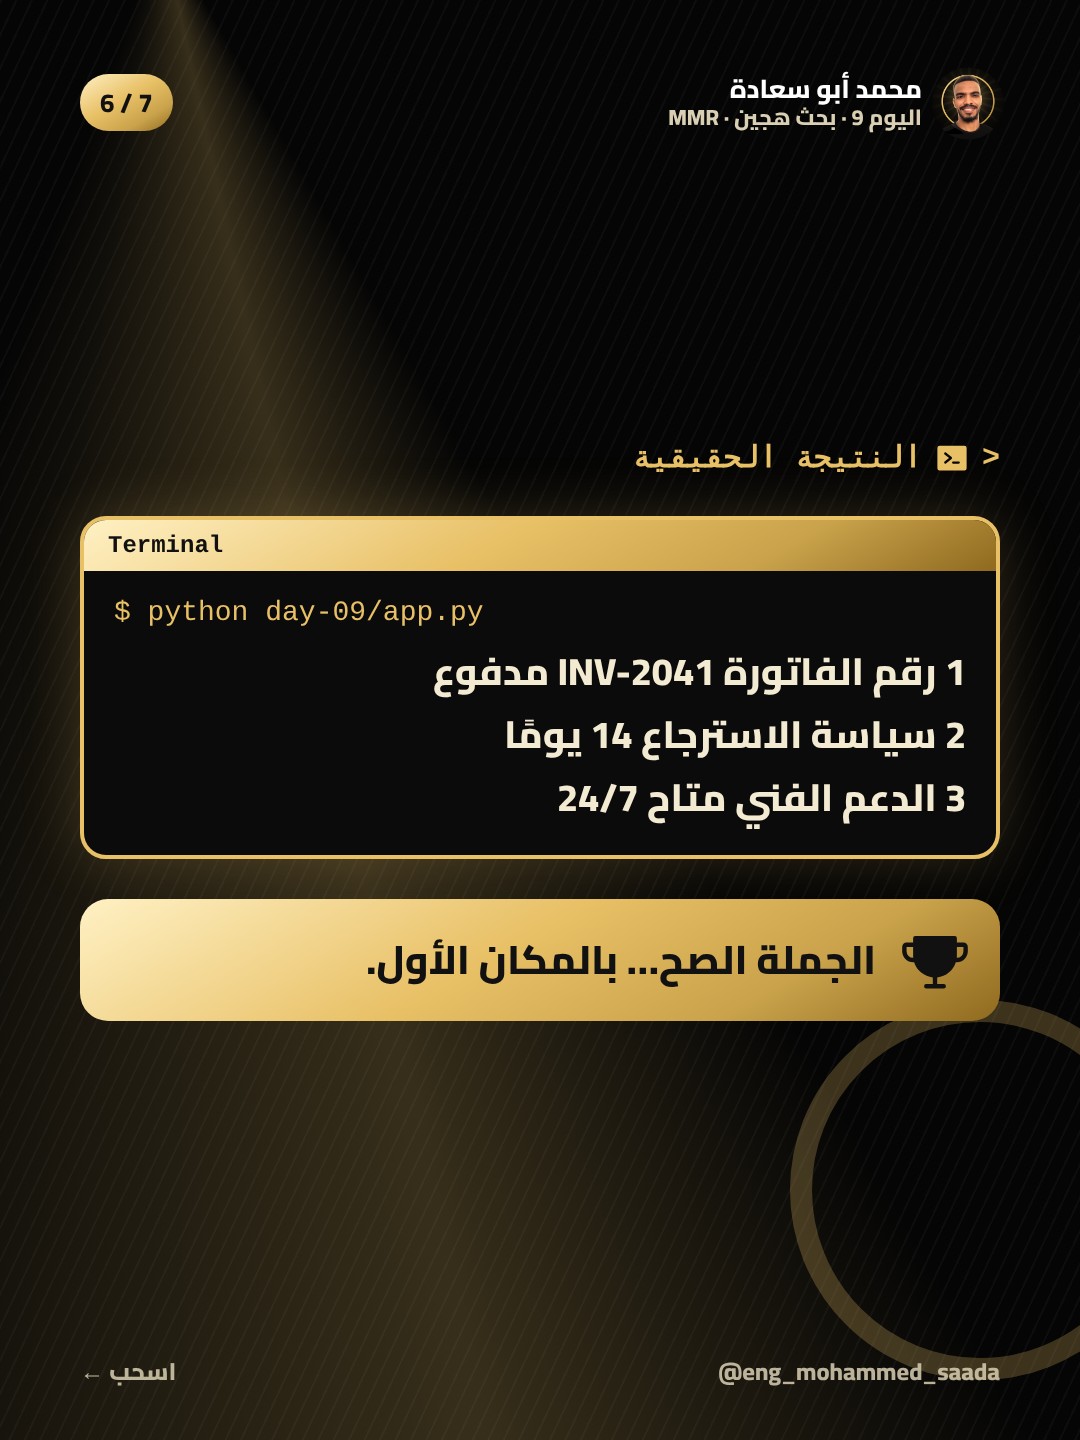 محمد أبو سعادة
اليوم 9 · بحث هجين · MMR
6 / 7
> النتيجة الحقيقية
Terminal
$ python day-09/app.py
1 رقم الفاتورة INV-2041 مدفوع
2 سياسة الاسترجاع 14 يومًا
3 الدعم الفني متاح 24/7
الجملة الصح... بالمكان الأول.
@eng_mohammed_saada
اسحب ←